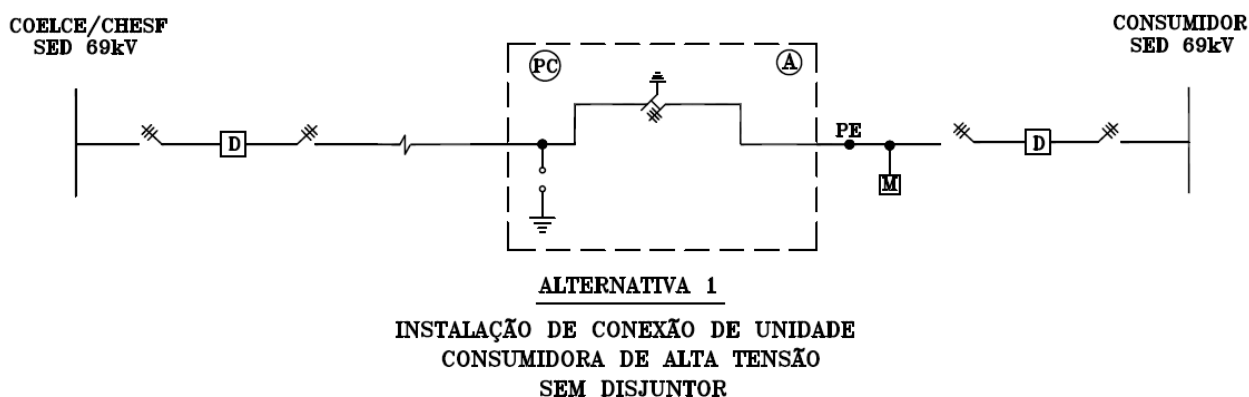 COELCE/CHESF
SED 69kV
CONSUMIDOR
SED 69kV
PC
A
D
PE
M
D
ALTERNATIVA 1
INSTALAÇÃO DE CONEXÃO DE UNIDADE
CONSUMIDORA DE ALTA TENSÃO
SEM DISJUNTOR